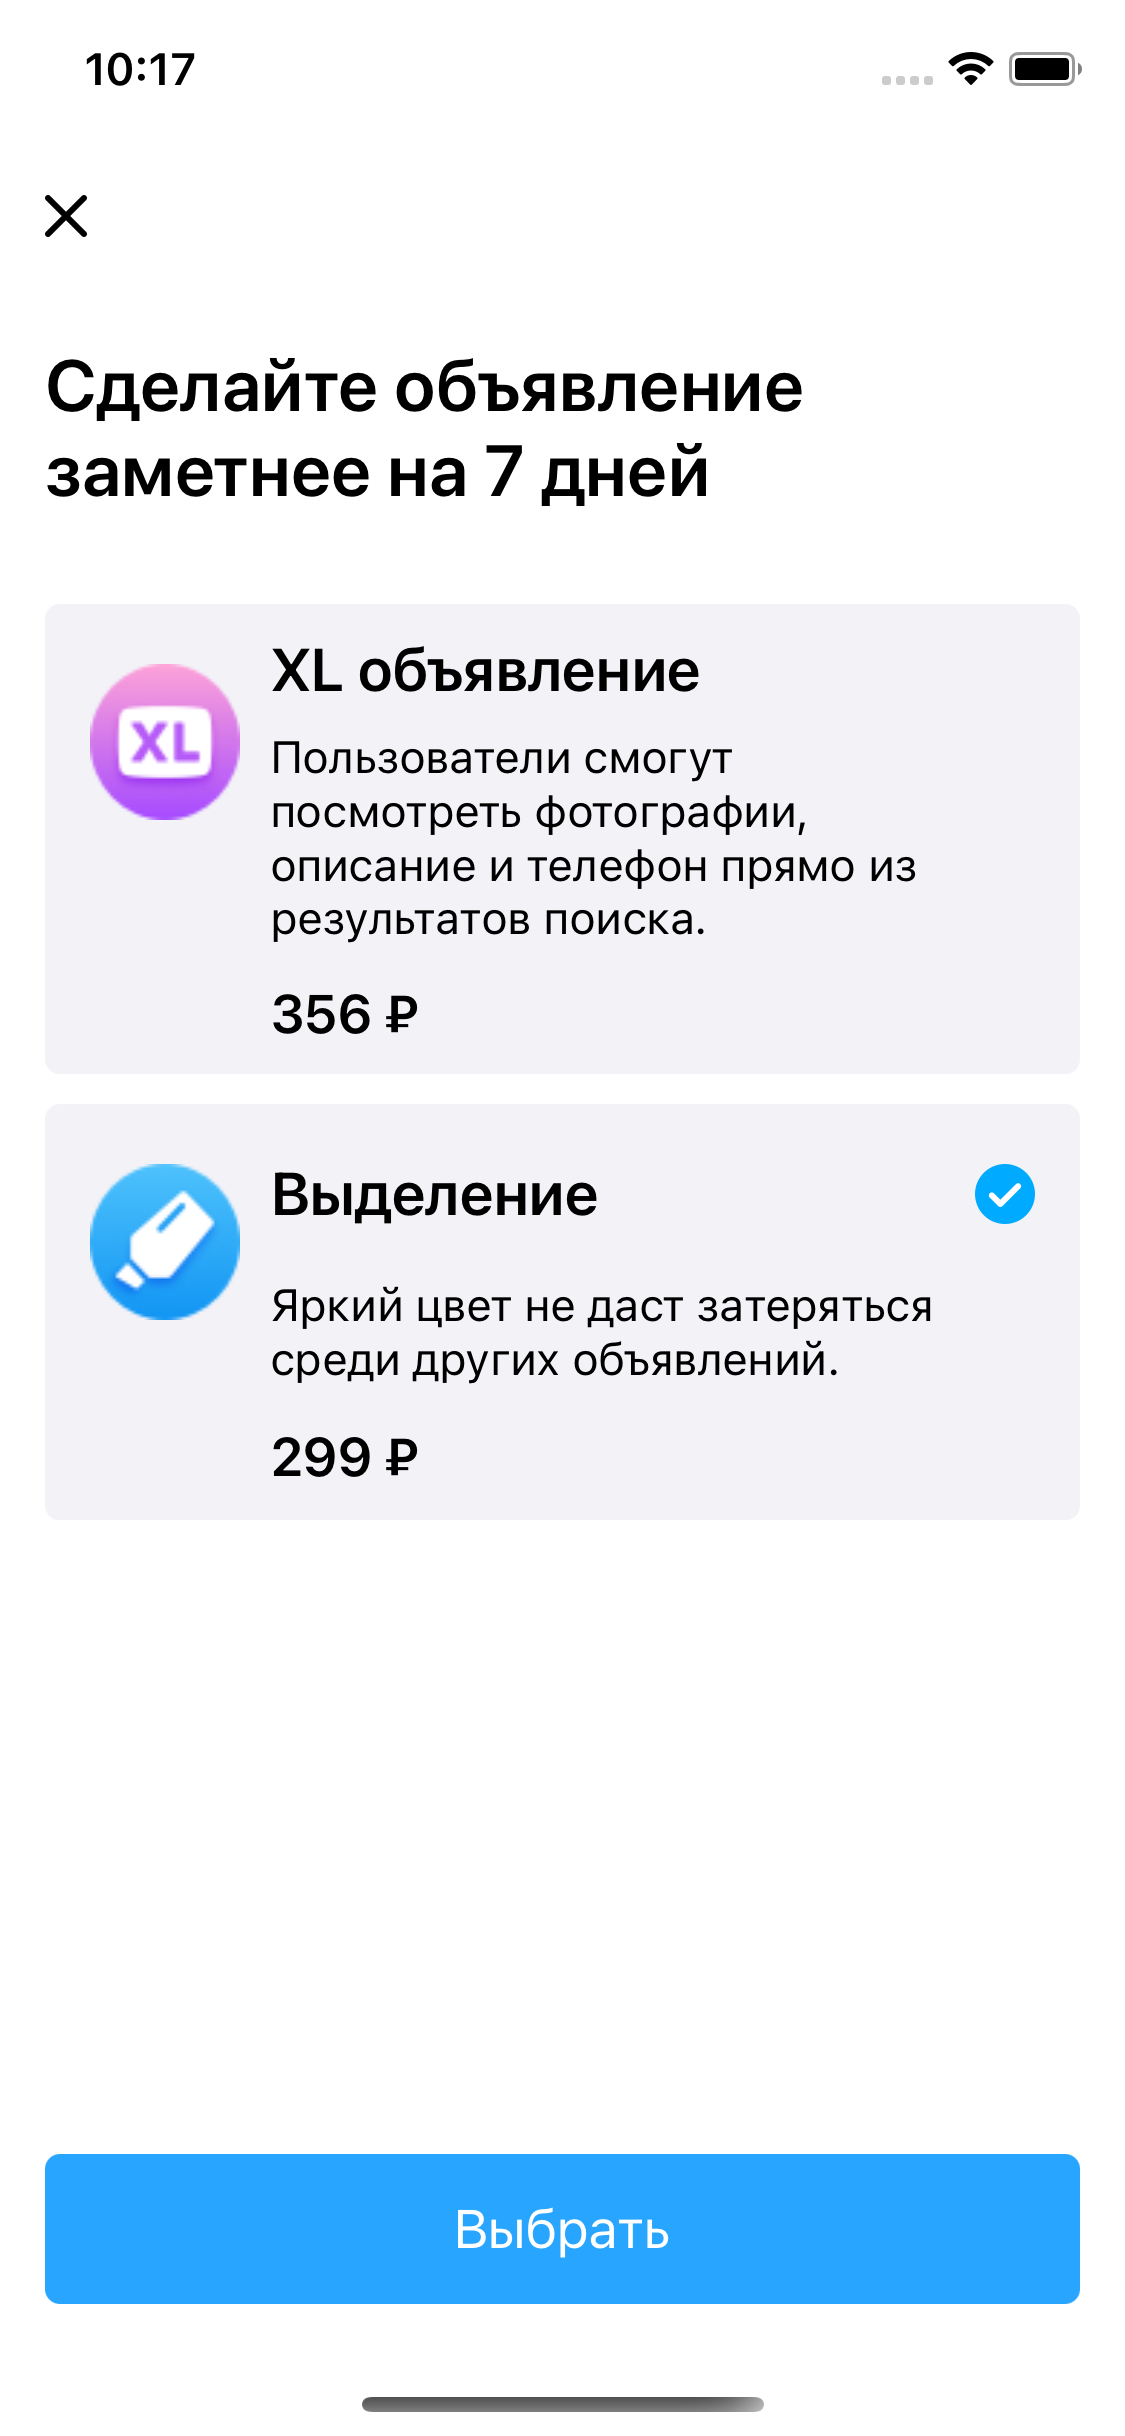 10:17
Сделайте объявление
заметнее на 7 дней
XL
XL объявление
Пользователи смогут
посмотреть фотографии,
описание и телефон прямо из
результатов поиска.
356 ₽
Выделение
Яркий цвет не даст затеряться
среди других объявлений.
299 ₽
Выбрать